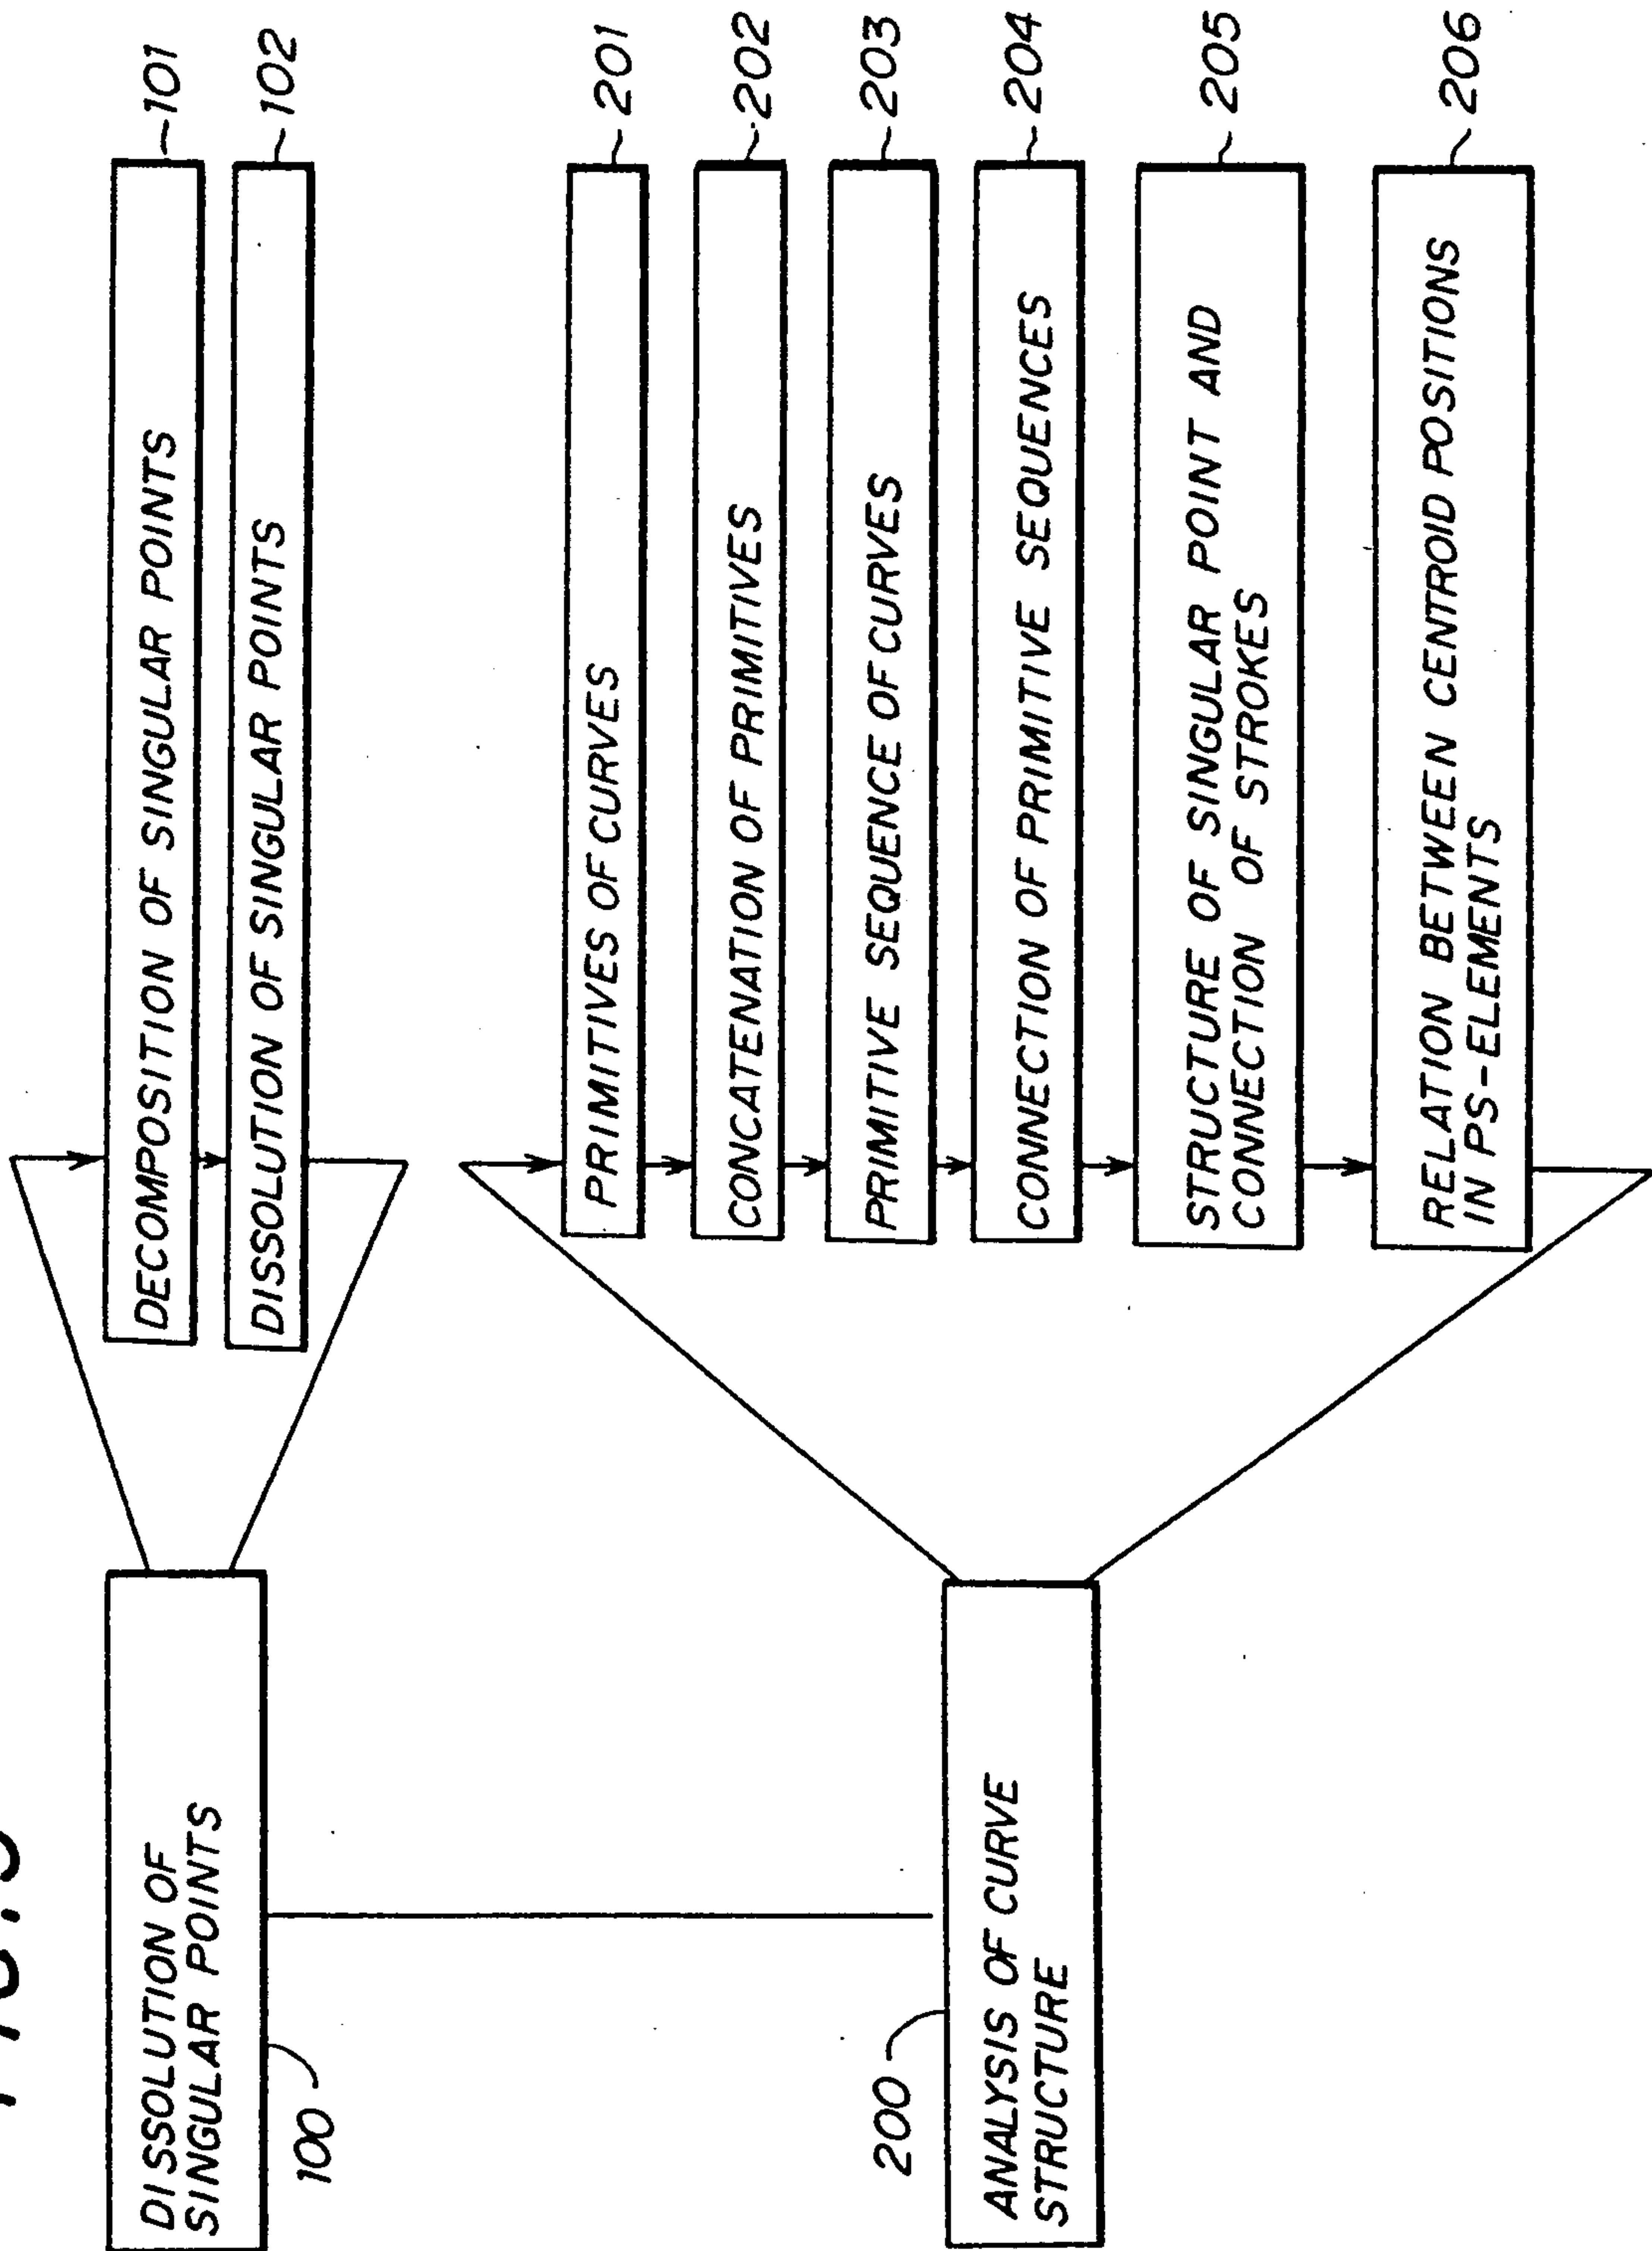 DISSOLUTION OF
SINGULAR POINTS
100
DECOMPOSITION OF SINGULAR POINTS
101
DISSOLUTION OF SINGULAR POINTS
102
200
ANALYSIS OF CURVE
STRUCTURE
PRIMITIVES OF CURVES
201
CONCATENATION OF PRIMITIVES
202
PRIMITIVE SEQUENCE OF CURVES
203
CONNECTION OF PRIMITIVE SEQUENCES
204
STRUCTURE OF SINGULAR POINT AND
CONNECTION OF STROKES
205
RELATION BETWEEN CENTROID POSITIONS
IN PS-ELEMENTS
206